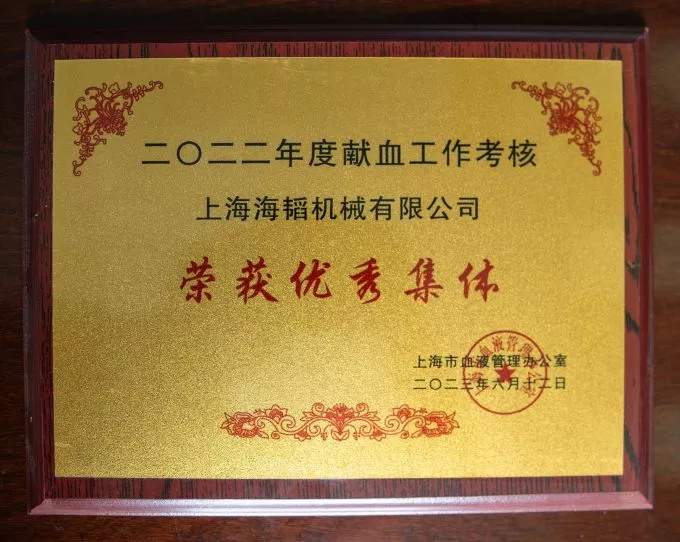 二〇二二年度献血工作考核
上海海韬机械有限公司
荣获优秀集体
上海市血液管理办公室
二〇二三年六月十二日